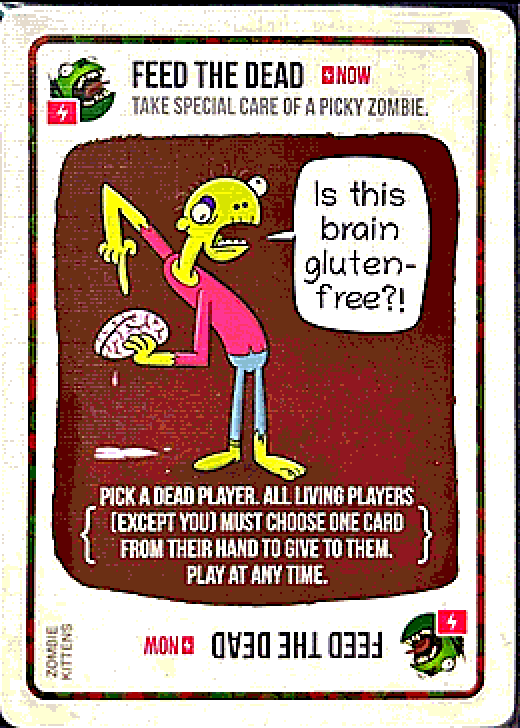 FEED THE DEAD NOW
TAKE SPECIAL CARE OF A PICKY ZOMBIE.
Is this
brain
gluten-
free?!
PICK A DEAD PLAYER. ALL LIVING PLAYERS
(EXCEPT YOU) MUST CHOOSE ONE CARD
FROM THEIR HAND TO GIVE TO THEM.
PLAY AT ANY TIME.
ZOMBIE
KITTENS
FEED THE DEAD NOW